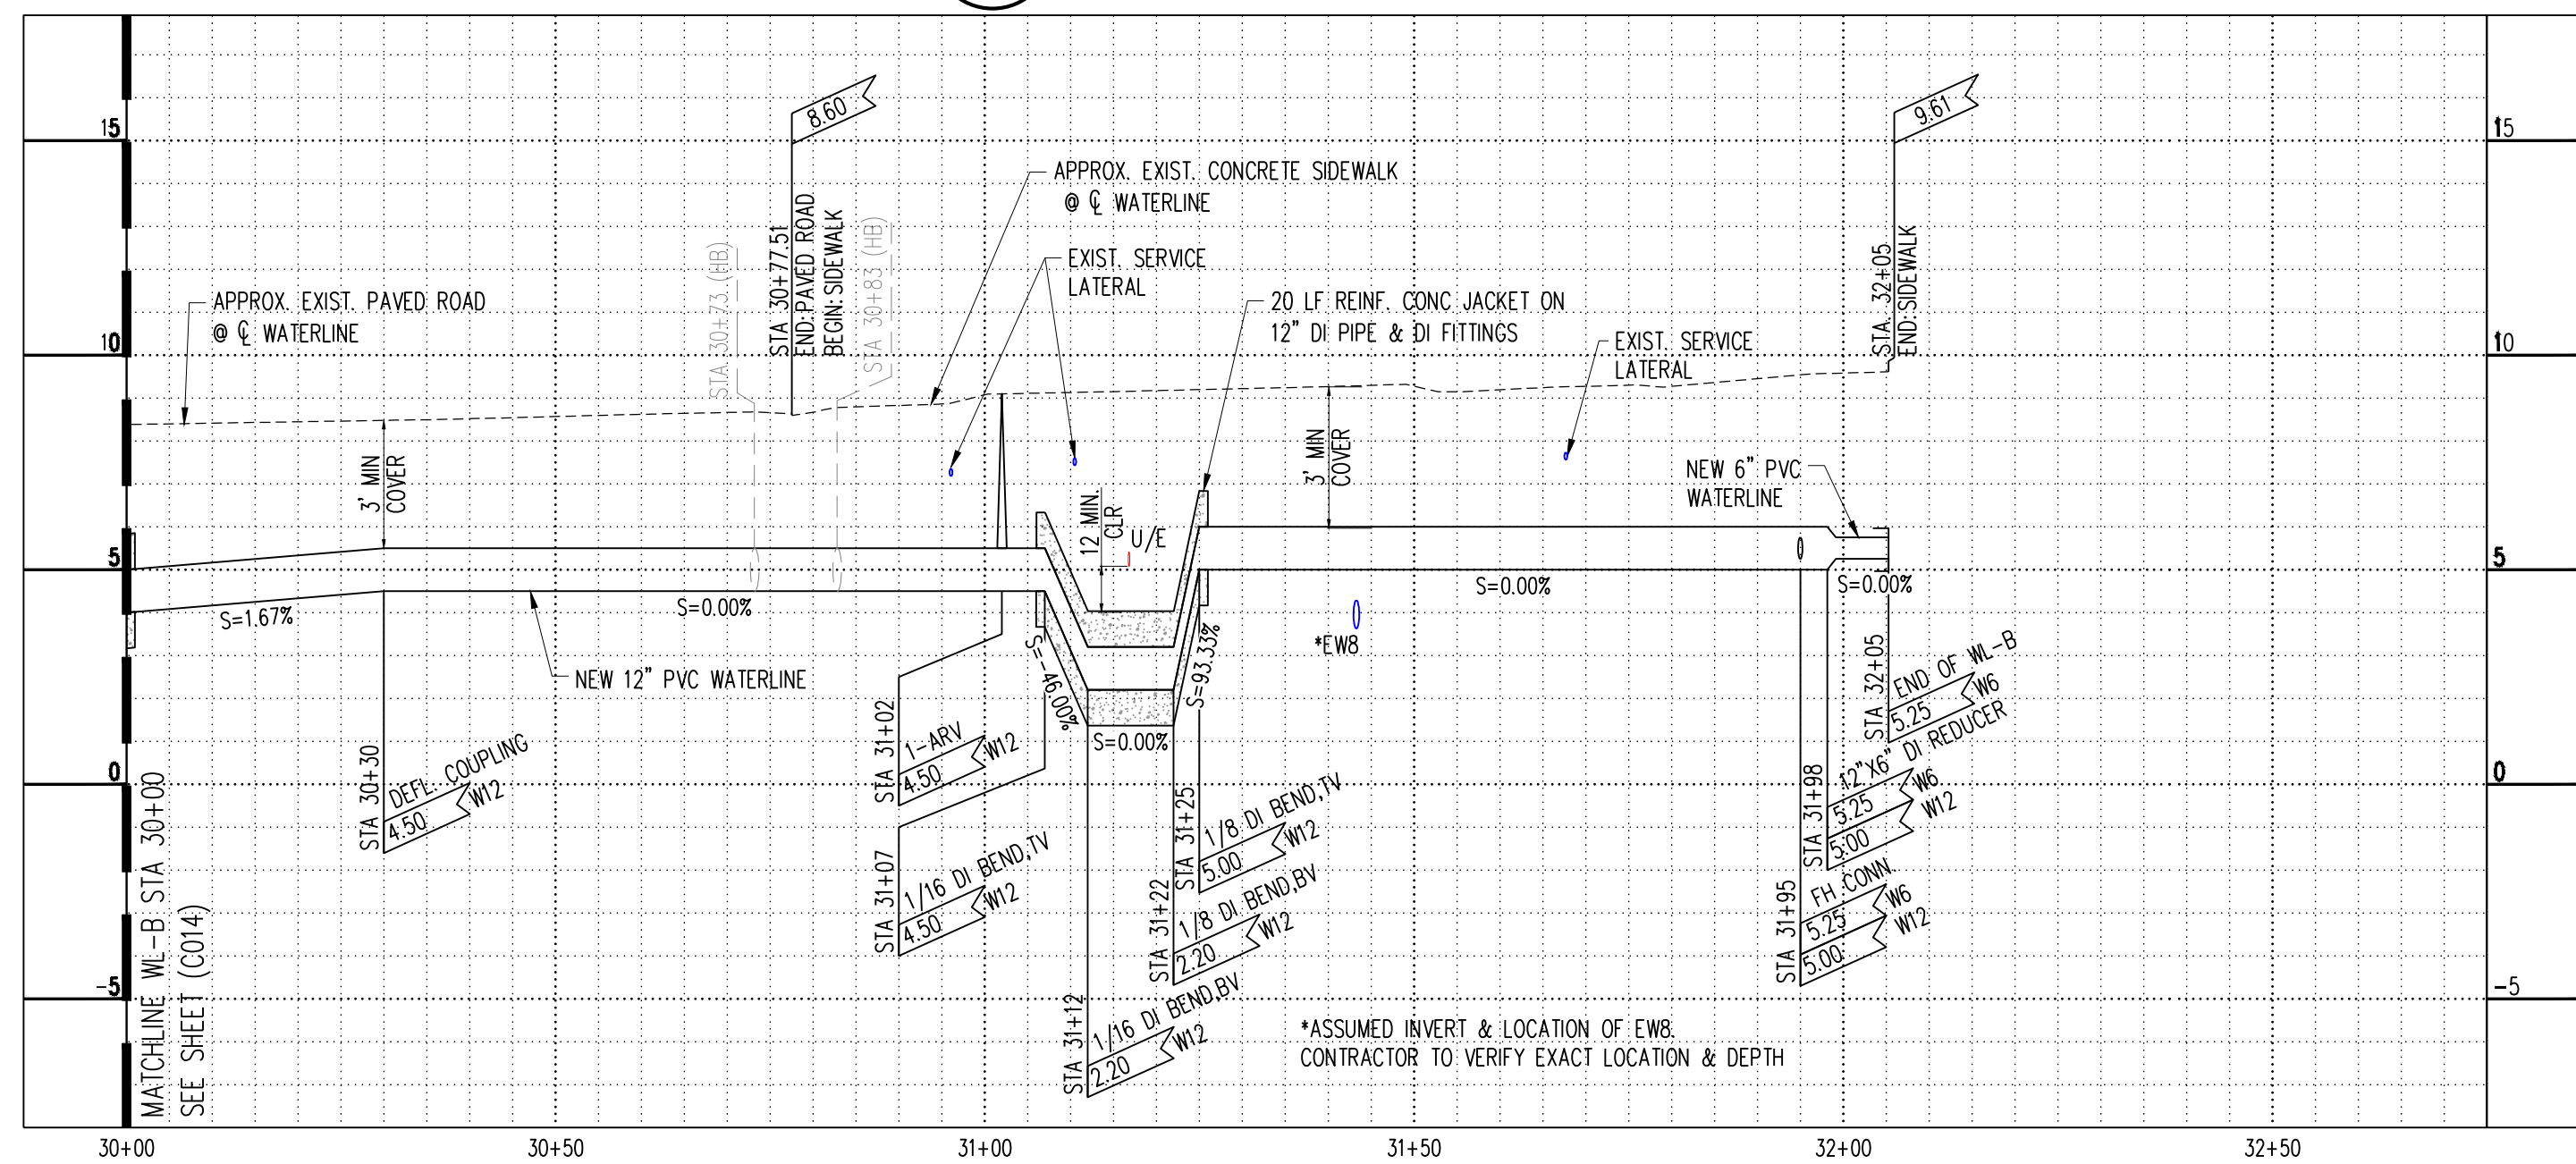 8.60
9.61
15
15
APPROX. EXIST. CONCRETE SIDEWALK
@ ℄ WATERLINE
STA 30+77.51
END: PAVED ROAD
BEGIN: SIDEWALK
STA 30+73 (HB)
STA 30+83 (HB)
EXIST. SERVICE
LATERAL
STA. 32+05
END: SIDEWALK
APPROX. EXIST. PAVED ROAD
@ ℄ WATERLINE
20 LF REINF. CONC JACKET ON
12" DI PIPE & DI FITTINGS
10
10
EXIST. SERVICE
LATERAL
3' MIN
COVER
3' MIN
COVER
NEW 6" PVC
WATERLINE
12 MIN.
CLR
U/E
5
5
S=1.67%
S=0.00%
S=0.00%
S=0.00%
*EW8
NEW 12" PVC WATERLINE
S=-46.00%
S=93.33%
S=0.00%
STA 32+05
END OF WL-B
5.25
W6
STA 31+02
1-ARV
4.50
W12
STA 30+30
DEFL. COUPLING
4.50
W12
0
0
STA 31+98
12"X6" DI REDUCER
5.25
W6
5.00
W12
STA 31+25
1/8 DI BEND,TV
5.00
W12
STA 31+07
1/16 DI BEND,TV
4.50
W12
STA 31+22
1/8 DI BEND,BV
2.20
W12
STA 31+95
FH CONN.
5.25
W6
5.00
W12
-5
-5
STA 31+12
1/16 DI BEND,BV
2.20
W12
MATCHLINE WL-B STA 30+00
SEE SHEET (C014)
*ASSUMED INVERT & LOCATION OF EW8.
CONTRACTOR TO VERIFY EXACT LOCATION & DEPTH
30+00
30+50
31+00
31+50
32+00
32+50